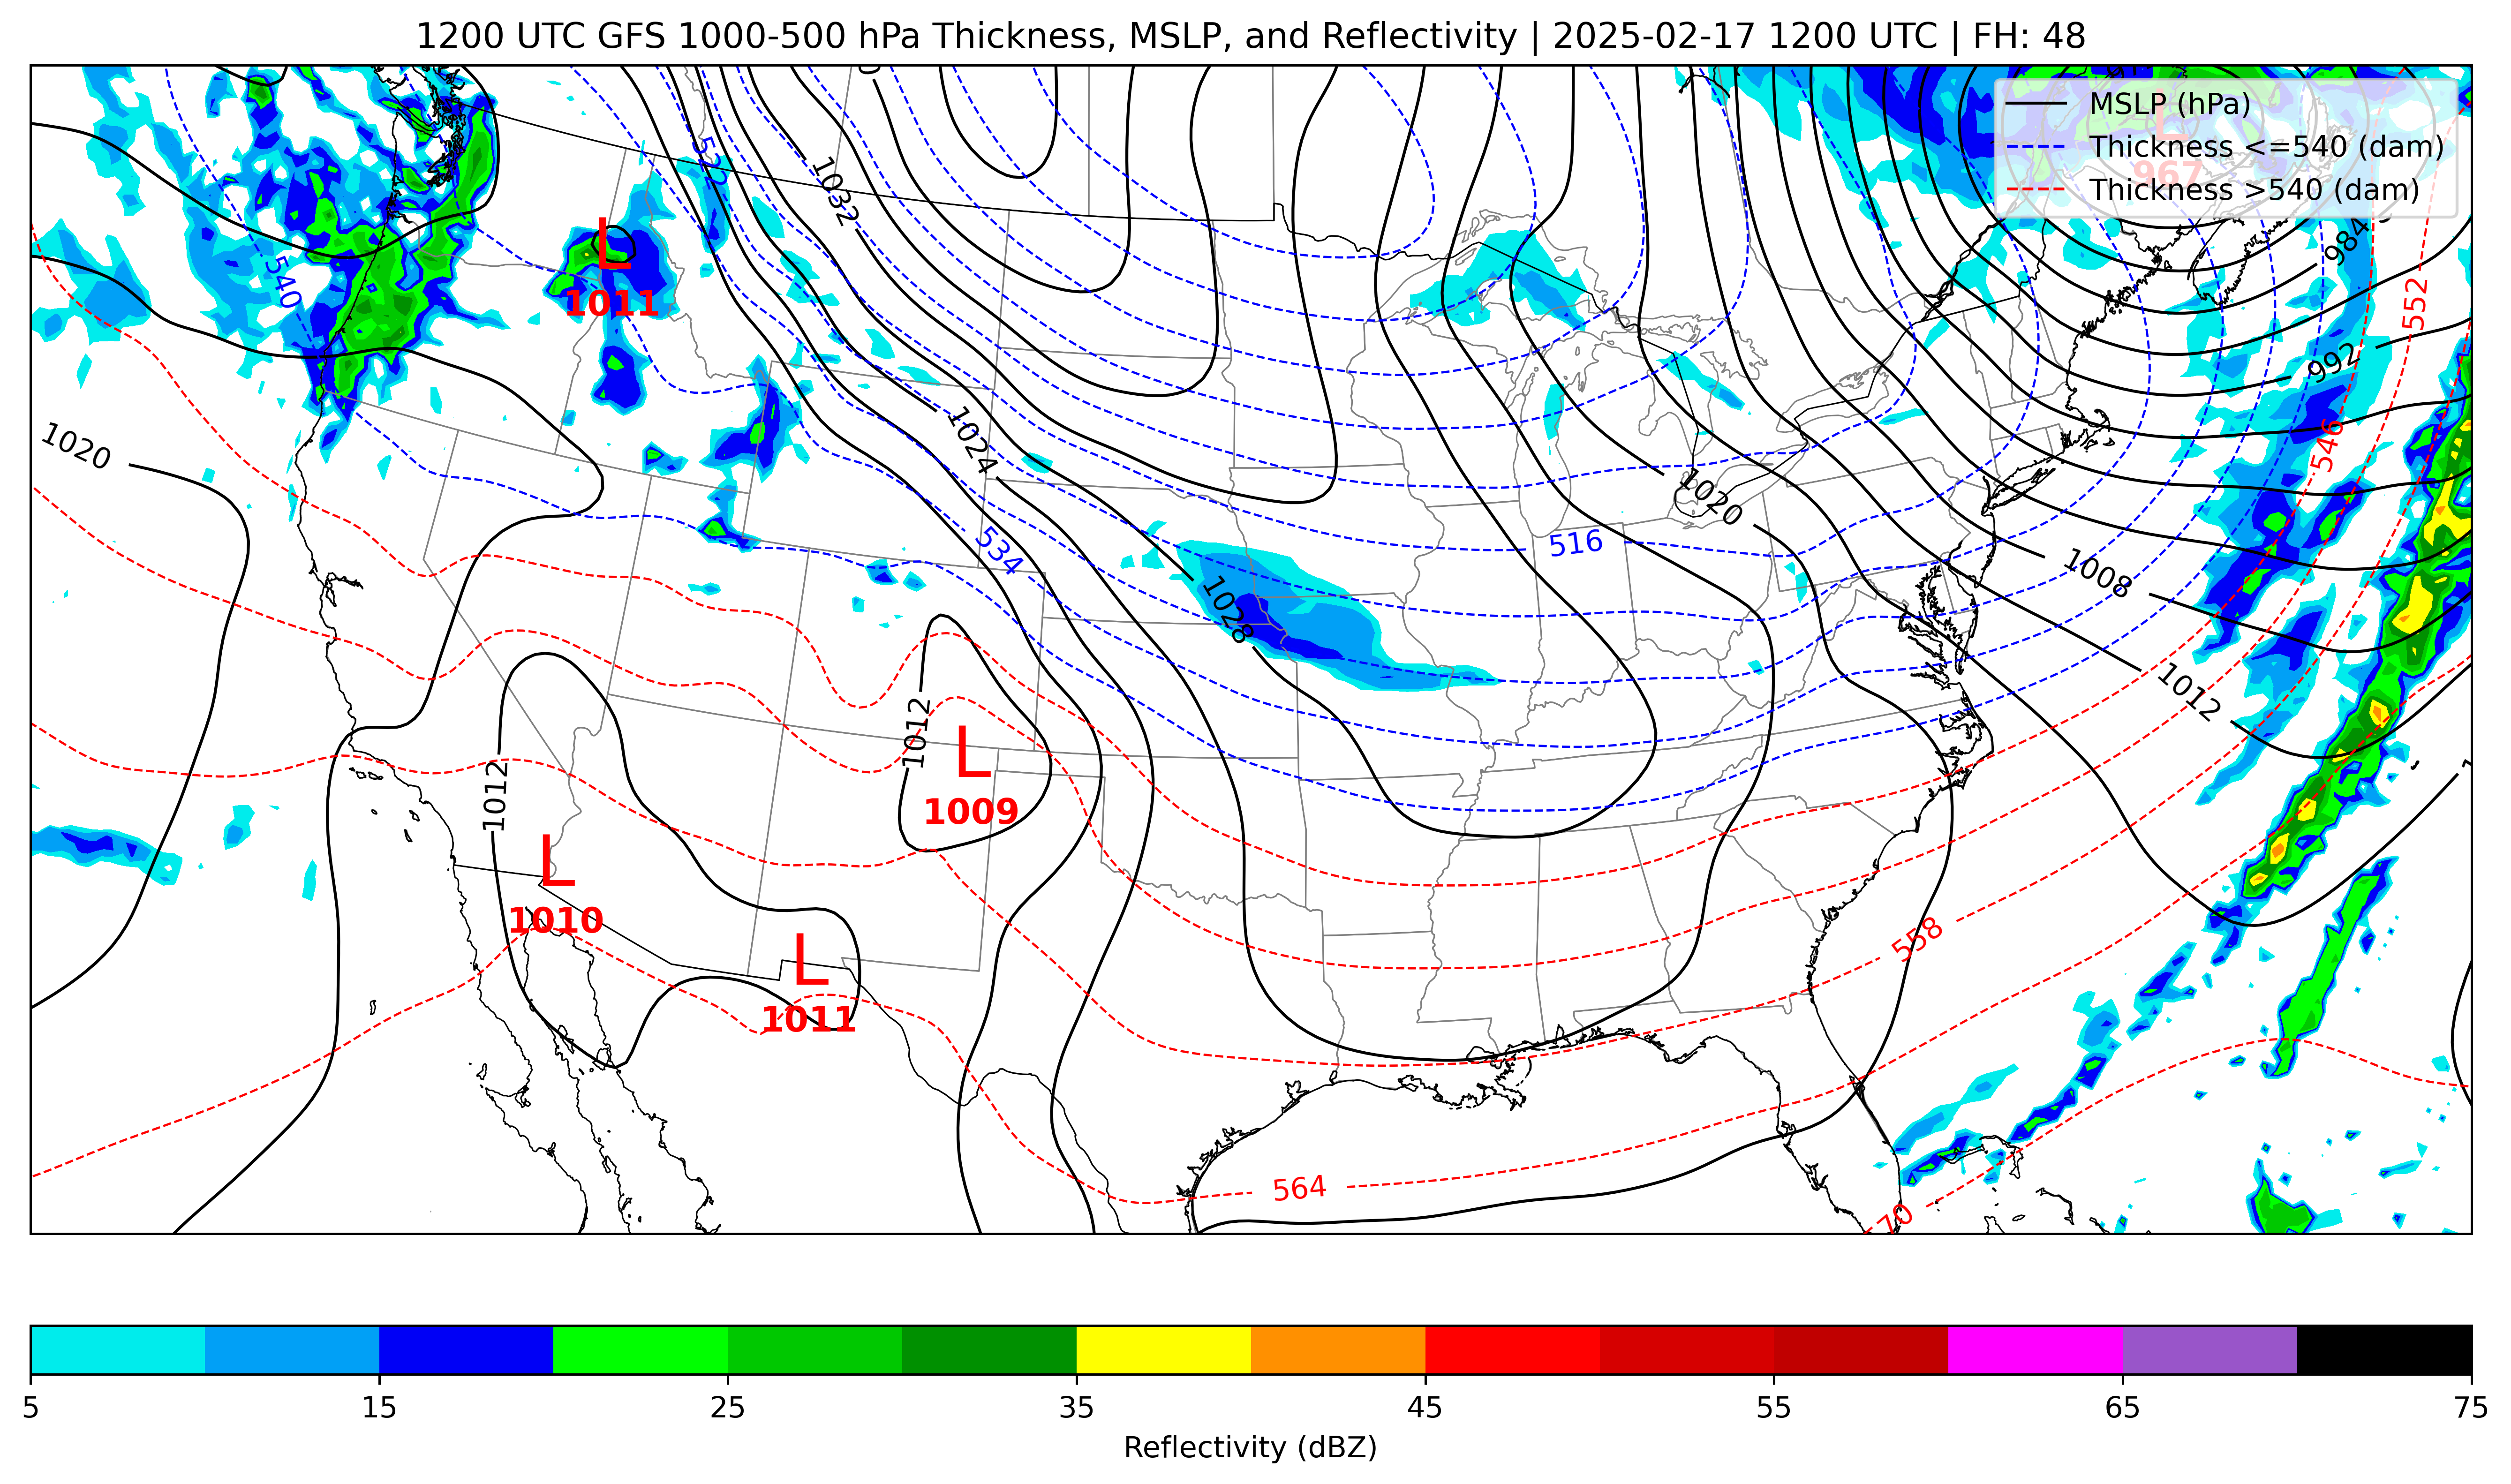 1200 UTC GFS 1000-500 hPa Thickness, MSLP, and Reflectivity | 2025-02-17 1200 UTC | FH: 48
MSLP (hPa)
Thickness <=540 (dam)
Thickness >540 (dam)
L
967
522
1032
984
L
1011
540
552
992
1020
1024
546
1020
534
516
1008
1028
1012
1012
L
1009
1012
L
1010
558
L
1011
564
70
5 15 25 35 45 55 65 75
Reflectivity (dBZ)